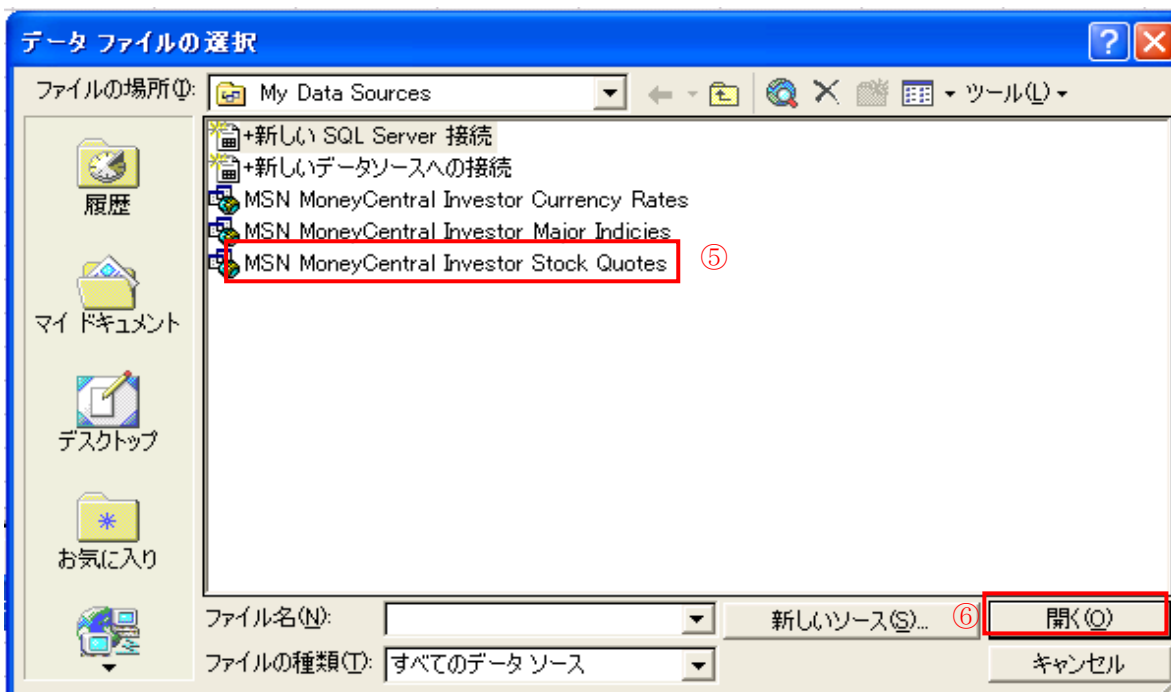 データ ファイルの選択
ファイルの場所(I):
My Data Sources
ツール(L)
+新しい SQL Server 接続
+新しいデータソースへの接続
MSN MoneyCentral Investor Currency Rates
MSN MoneyCentral Investor Major Indicies
MSN MoneyCentral Investor Stock Quotes
⑤
履歴
マイ ドキュメント
デスクトップ
お気に入り
ファイル名(N):
新しいソース(S)...
⑥
開く(O)
ファイルの種類(T):
すべてのデータ ソース
キャンセル